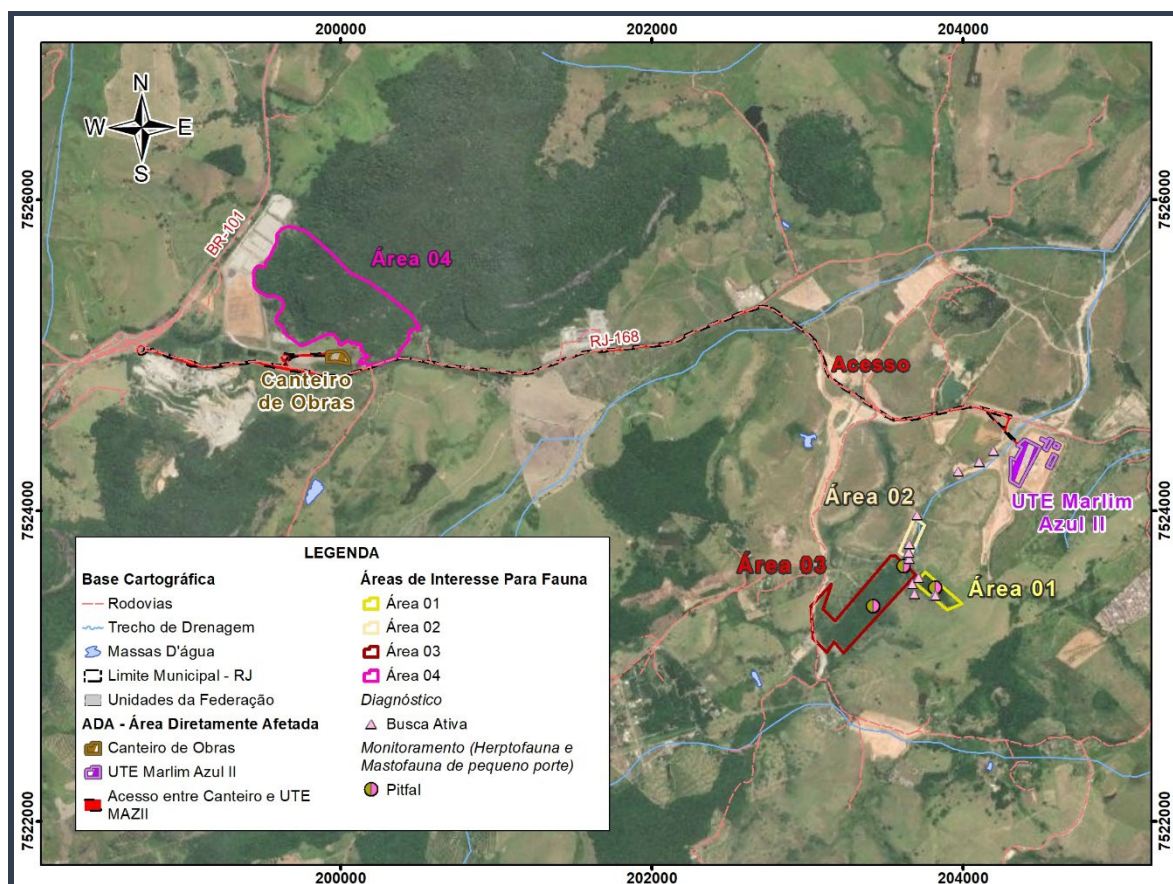 200000
202000
204000
N
W
E
S
7526000
7526000
BR-101
Área 04
RJ-168
Acesso
Canteiro
de Obras
UTE Marlim
Azul II
7524000
7524000
Área 02
Área 03
Área 01
LEGENDA
Base Cartográfica
Rodovias
Trecho de Drenagem
Massas D'água
Limite Municipal - RJ
Unidades da Federação
ADA - Área Diretamente Afetada
Canteiro de Obras
UTE Marlim Azul II
Acesso entre Canteiro e UTE
MAZII
Áreas de Interesse Para Fauna
Área 01
Área 02
Área 03
Área 04
Diagnóstico
Busca Ativa
Monitoramento (Herptofauna e
Mastofauna de pequeno porte)
Pitfal
7522000
7522000
200000
202000
204000